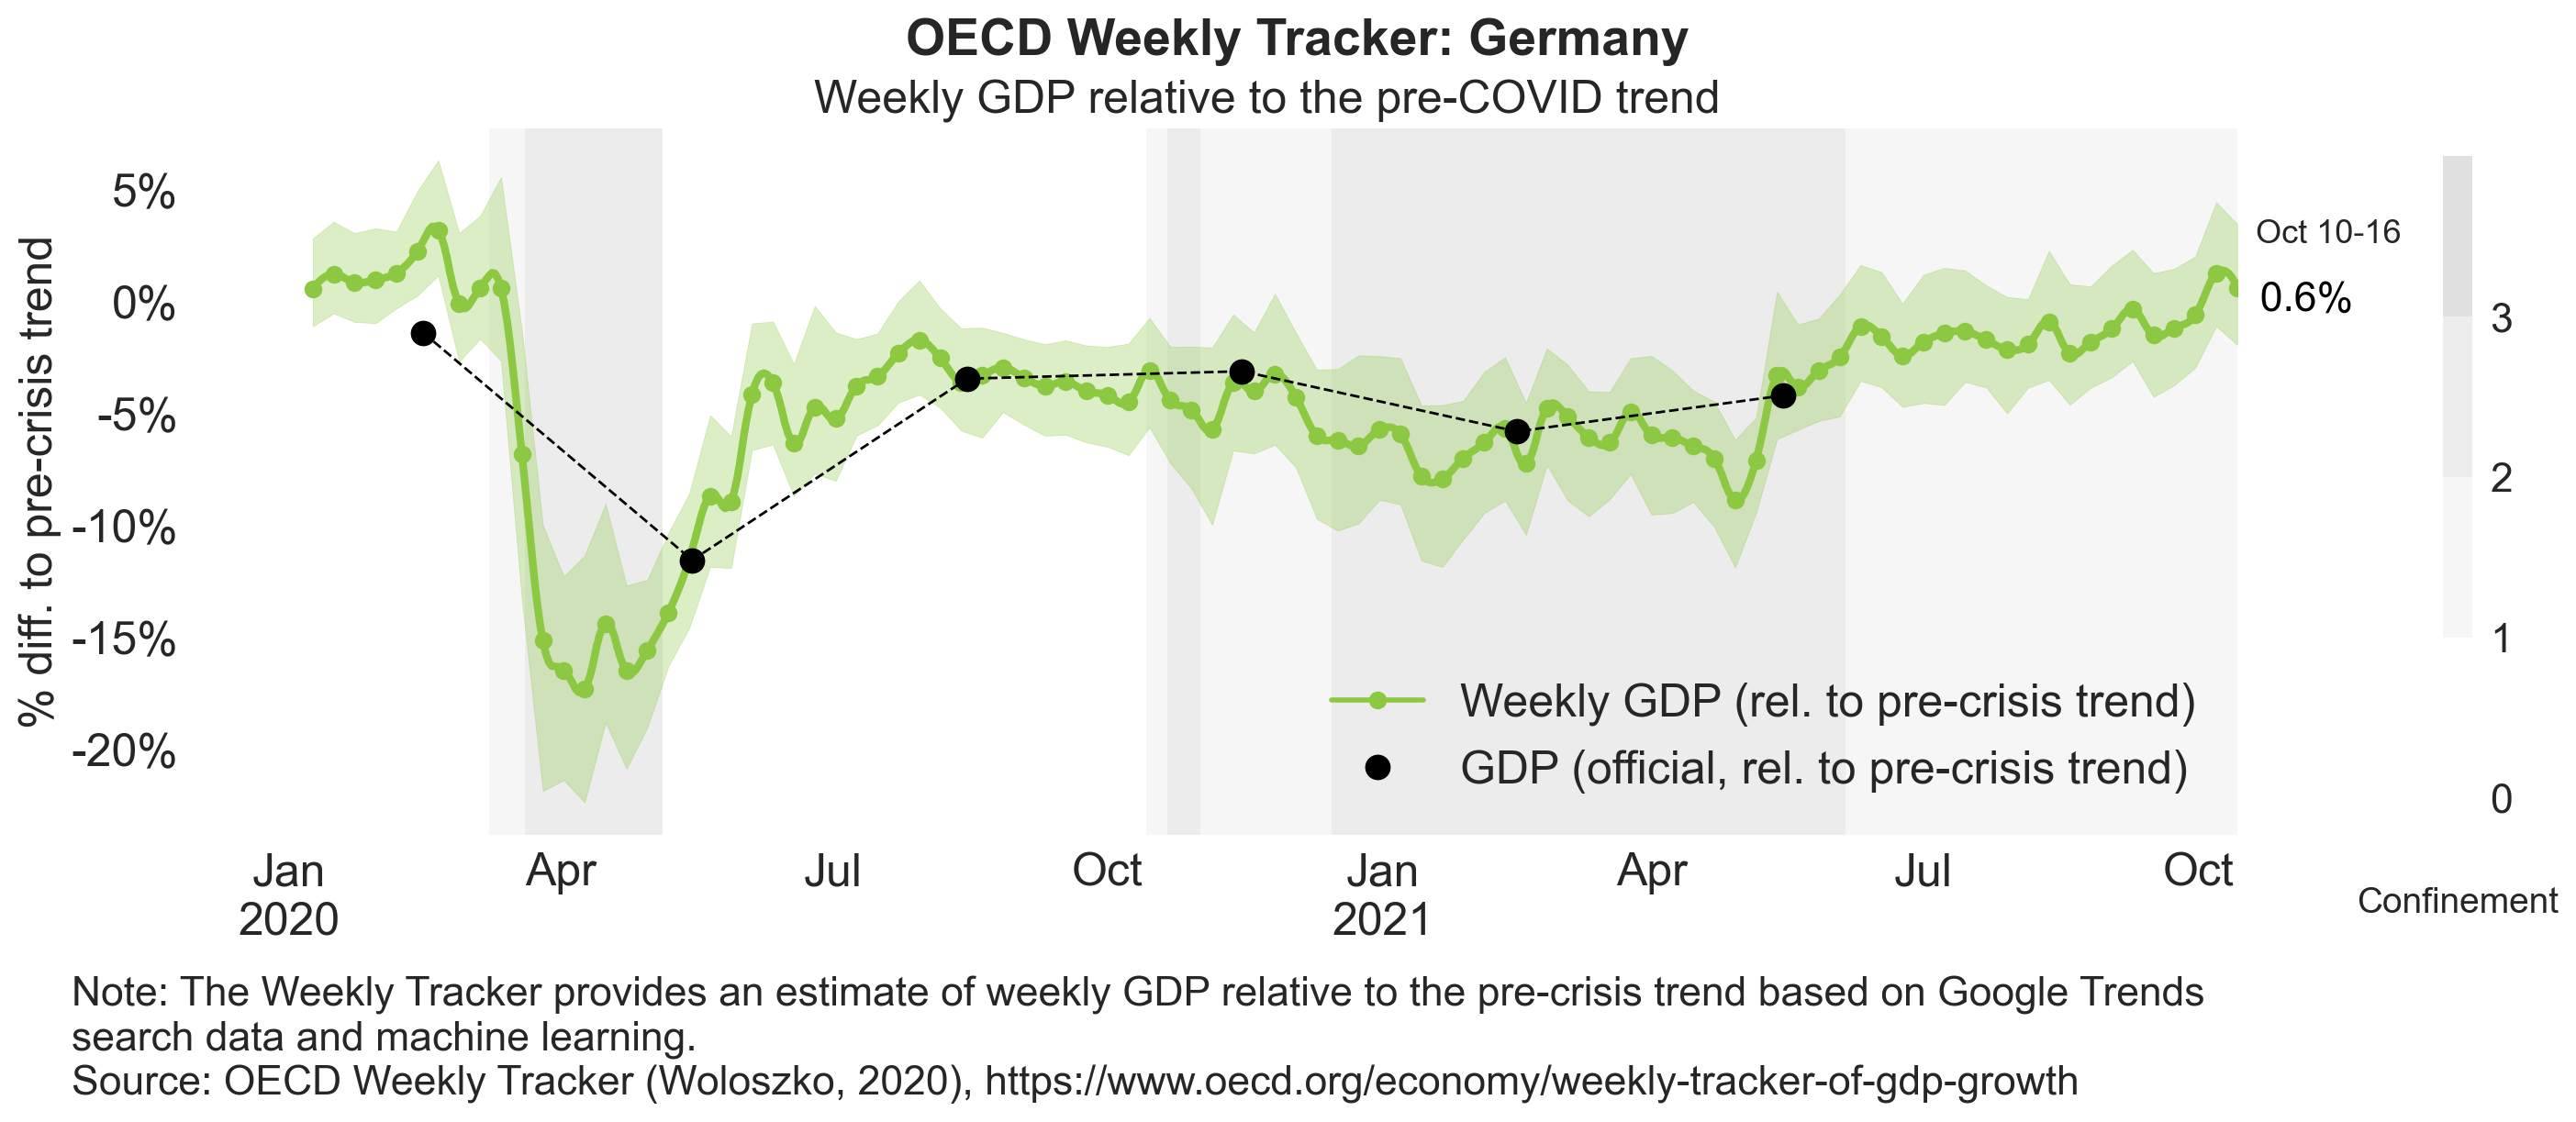 OECD Weekly Tracker: Germany
Weekly GDP relative to the pre-COVID trend
% diff. to pre-crisis trend
5%
0%
-5%
-10%
-15%
-20%
Oct 10-16
0.6%
3
2
1
0
Confinement
Weekly GDP (rel. to pre-crisis trend)
GDP (official, rel. to pre-crisis trend)
Jan Apr Jul Oct Jan Apr Jul Oct
2020 2021
Note: The Weekly Tracker provides an estimate of weekly GDP relative to the pre-crisis trend based on Google Trends
search data and machine learning.
Source: OECD Weekly Tracker (Woloszko, 2020), https://www.oecd.org/economy/weekly-tracker-of-gdp-growth